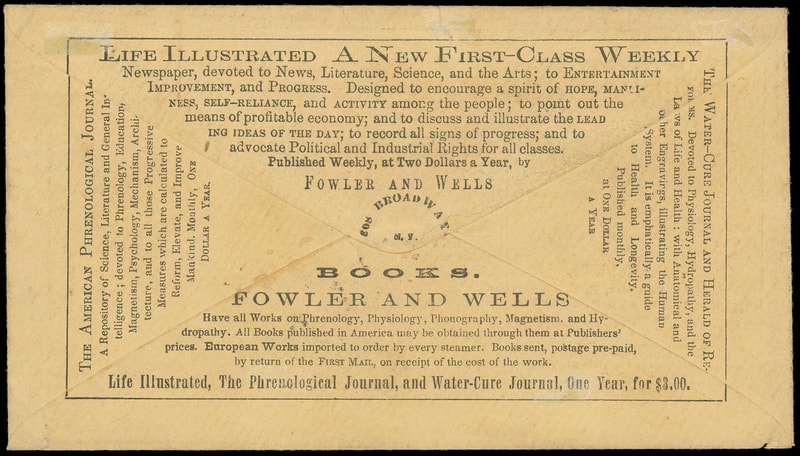 Life Illustrated A New First-Class Weekly
Newspaper, devoted to News, Literature, Science, and the Arts; to Entertainment
Improvement, and Progress. Designed to encourage a spirit of hope, manli-
ness, self-reliance, and activity among the people; to point out the
means of profitable economy; and to discuss and illustrate the lead
ing ideas of the day; to record all signs of progress; and to
advocate Political and Industrial Rights for all classes.
Published Weekly, at Two Dollars a Year, by
Fowler and Wells
308 BROADWAY
N. Y.
The American Phrenological Journal.
A Repository of Science, Literature and General In-
telligence; devoted to Phrenology, Education,
Magnetism, Psychology, Mechanism, Archi-
tecture, and to all those Progressive
Measures which are calculated to
Reform, Elevate, and Improve
Mankind. Monthly, One
Dollar a Year.
The Water-Cure Journal and Herald of Re-
forms. Devoted to Physiology, Hydropathy, and the
Laws of Life and Health: with Anatomical and
other Engravings, illustrating the Human
System. It is emphatically a guide
to Health and Longevity.
Published monthly,
at One Dollar
a Year
BOOKS.
FOWLER AND WELLS
Have all Works on Phrenology, Physiology, Phonography, Magnetism. and Hy-
dropathy. All Books published in America may be obtained through them at Publishers'
prices. European Works imported to order by every steamer. Books sent, postage pre-paid,
by return of the First Mail, on receipt of the cost of the work.
Life Illustrated, The Phrenological Journal, and Water-Cure Journal, One Year, for $3.00.